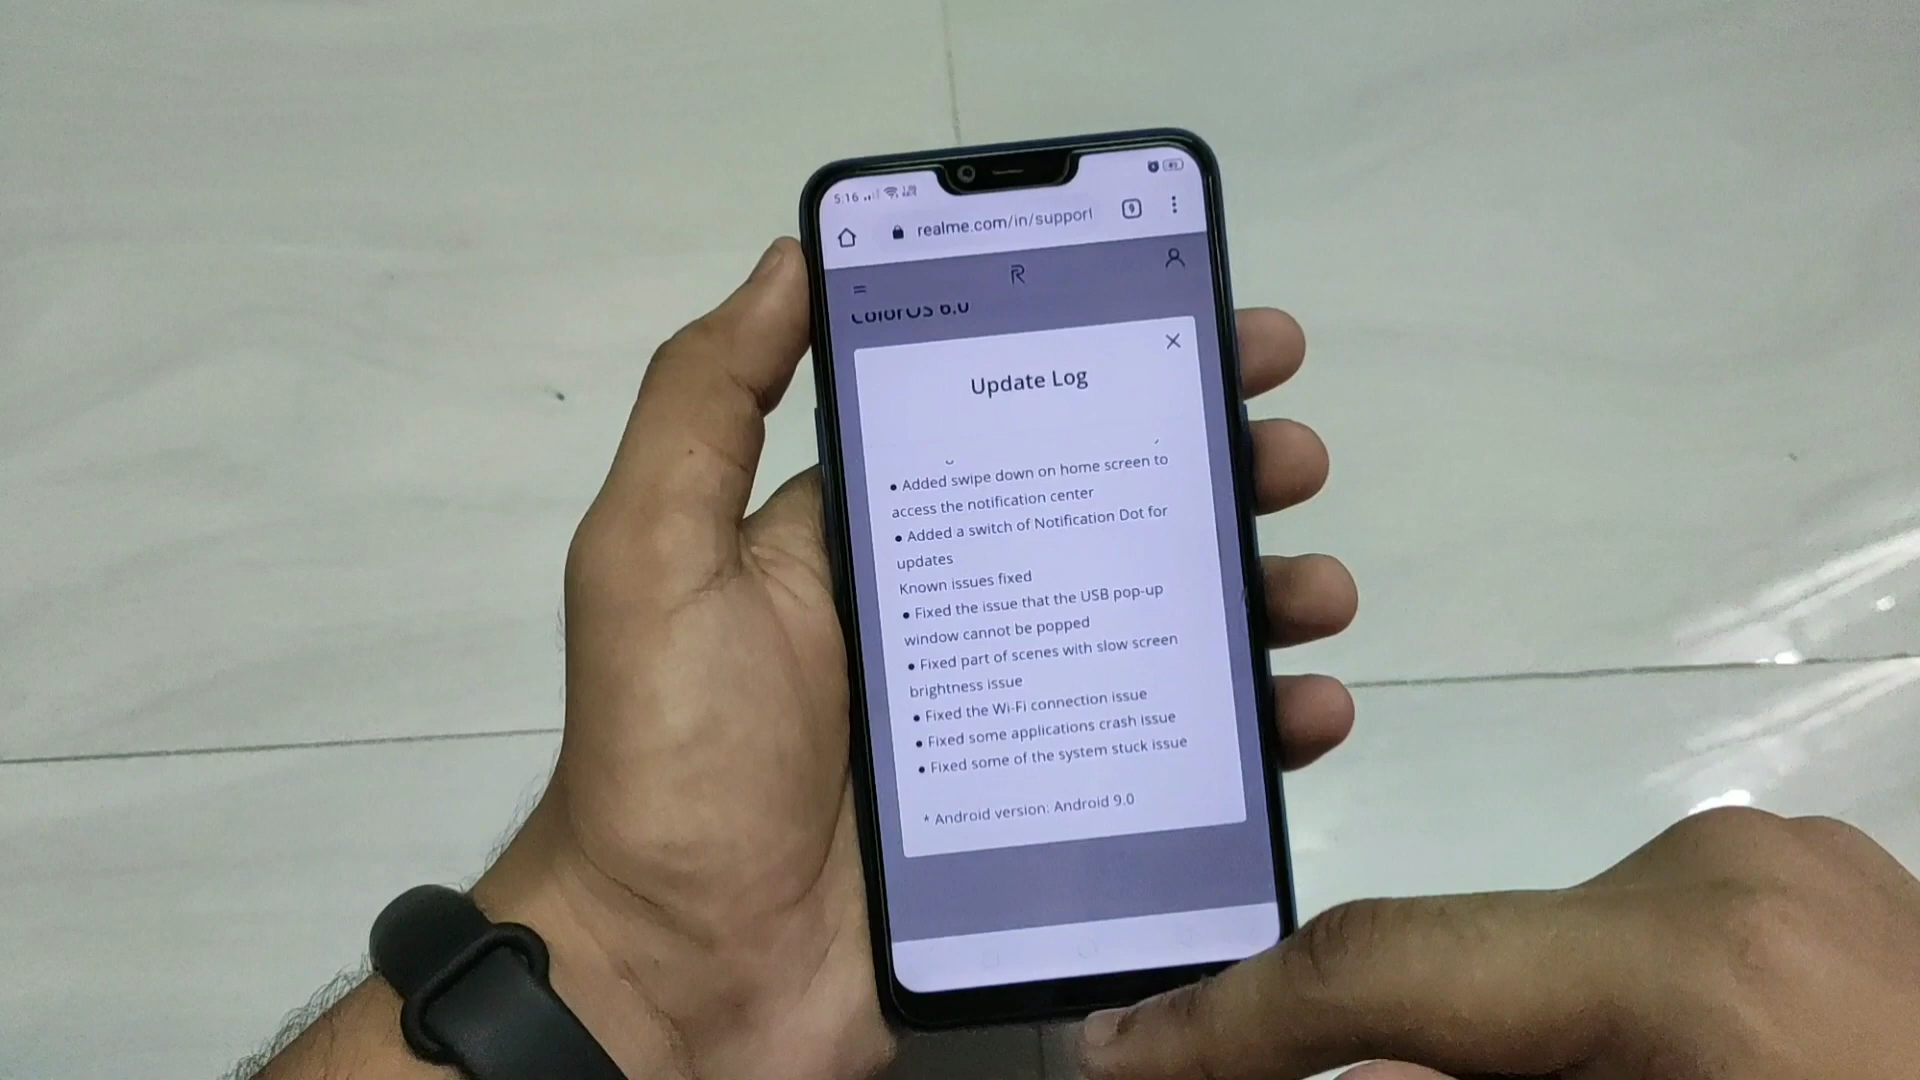 5:16
realme.com/in/support
9
ColorOS 6.0
Update Log
• Added swipe down on home screen to
access the notification center
• Added a switch of Notification Dot for
updates
Known issues fixed
• Fixed the issue that the USB pop-up
window cannot be popped
• Fixed part of scenes with slow screen
brightness issue
• Fixed the Wi-Fi connection issue
• Fixed some applications crash issue
• Fixed some of the system stuck issue
* Android version: Android 9.0